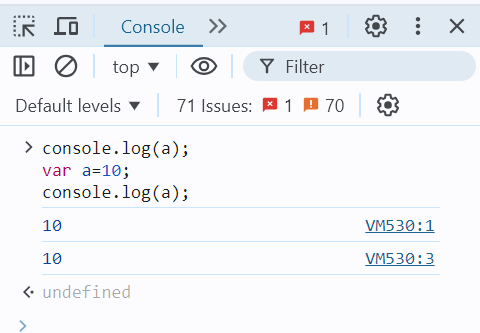 Console 1
top Filter
Default levels 71 Issues: 1 70
console.log(a);
var a=10;
console.log(a);
10 VM530:1
10 VM530:3
undefined